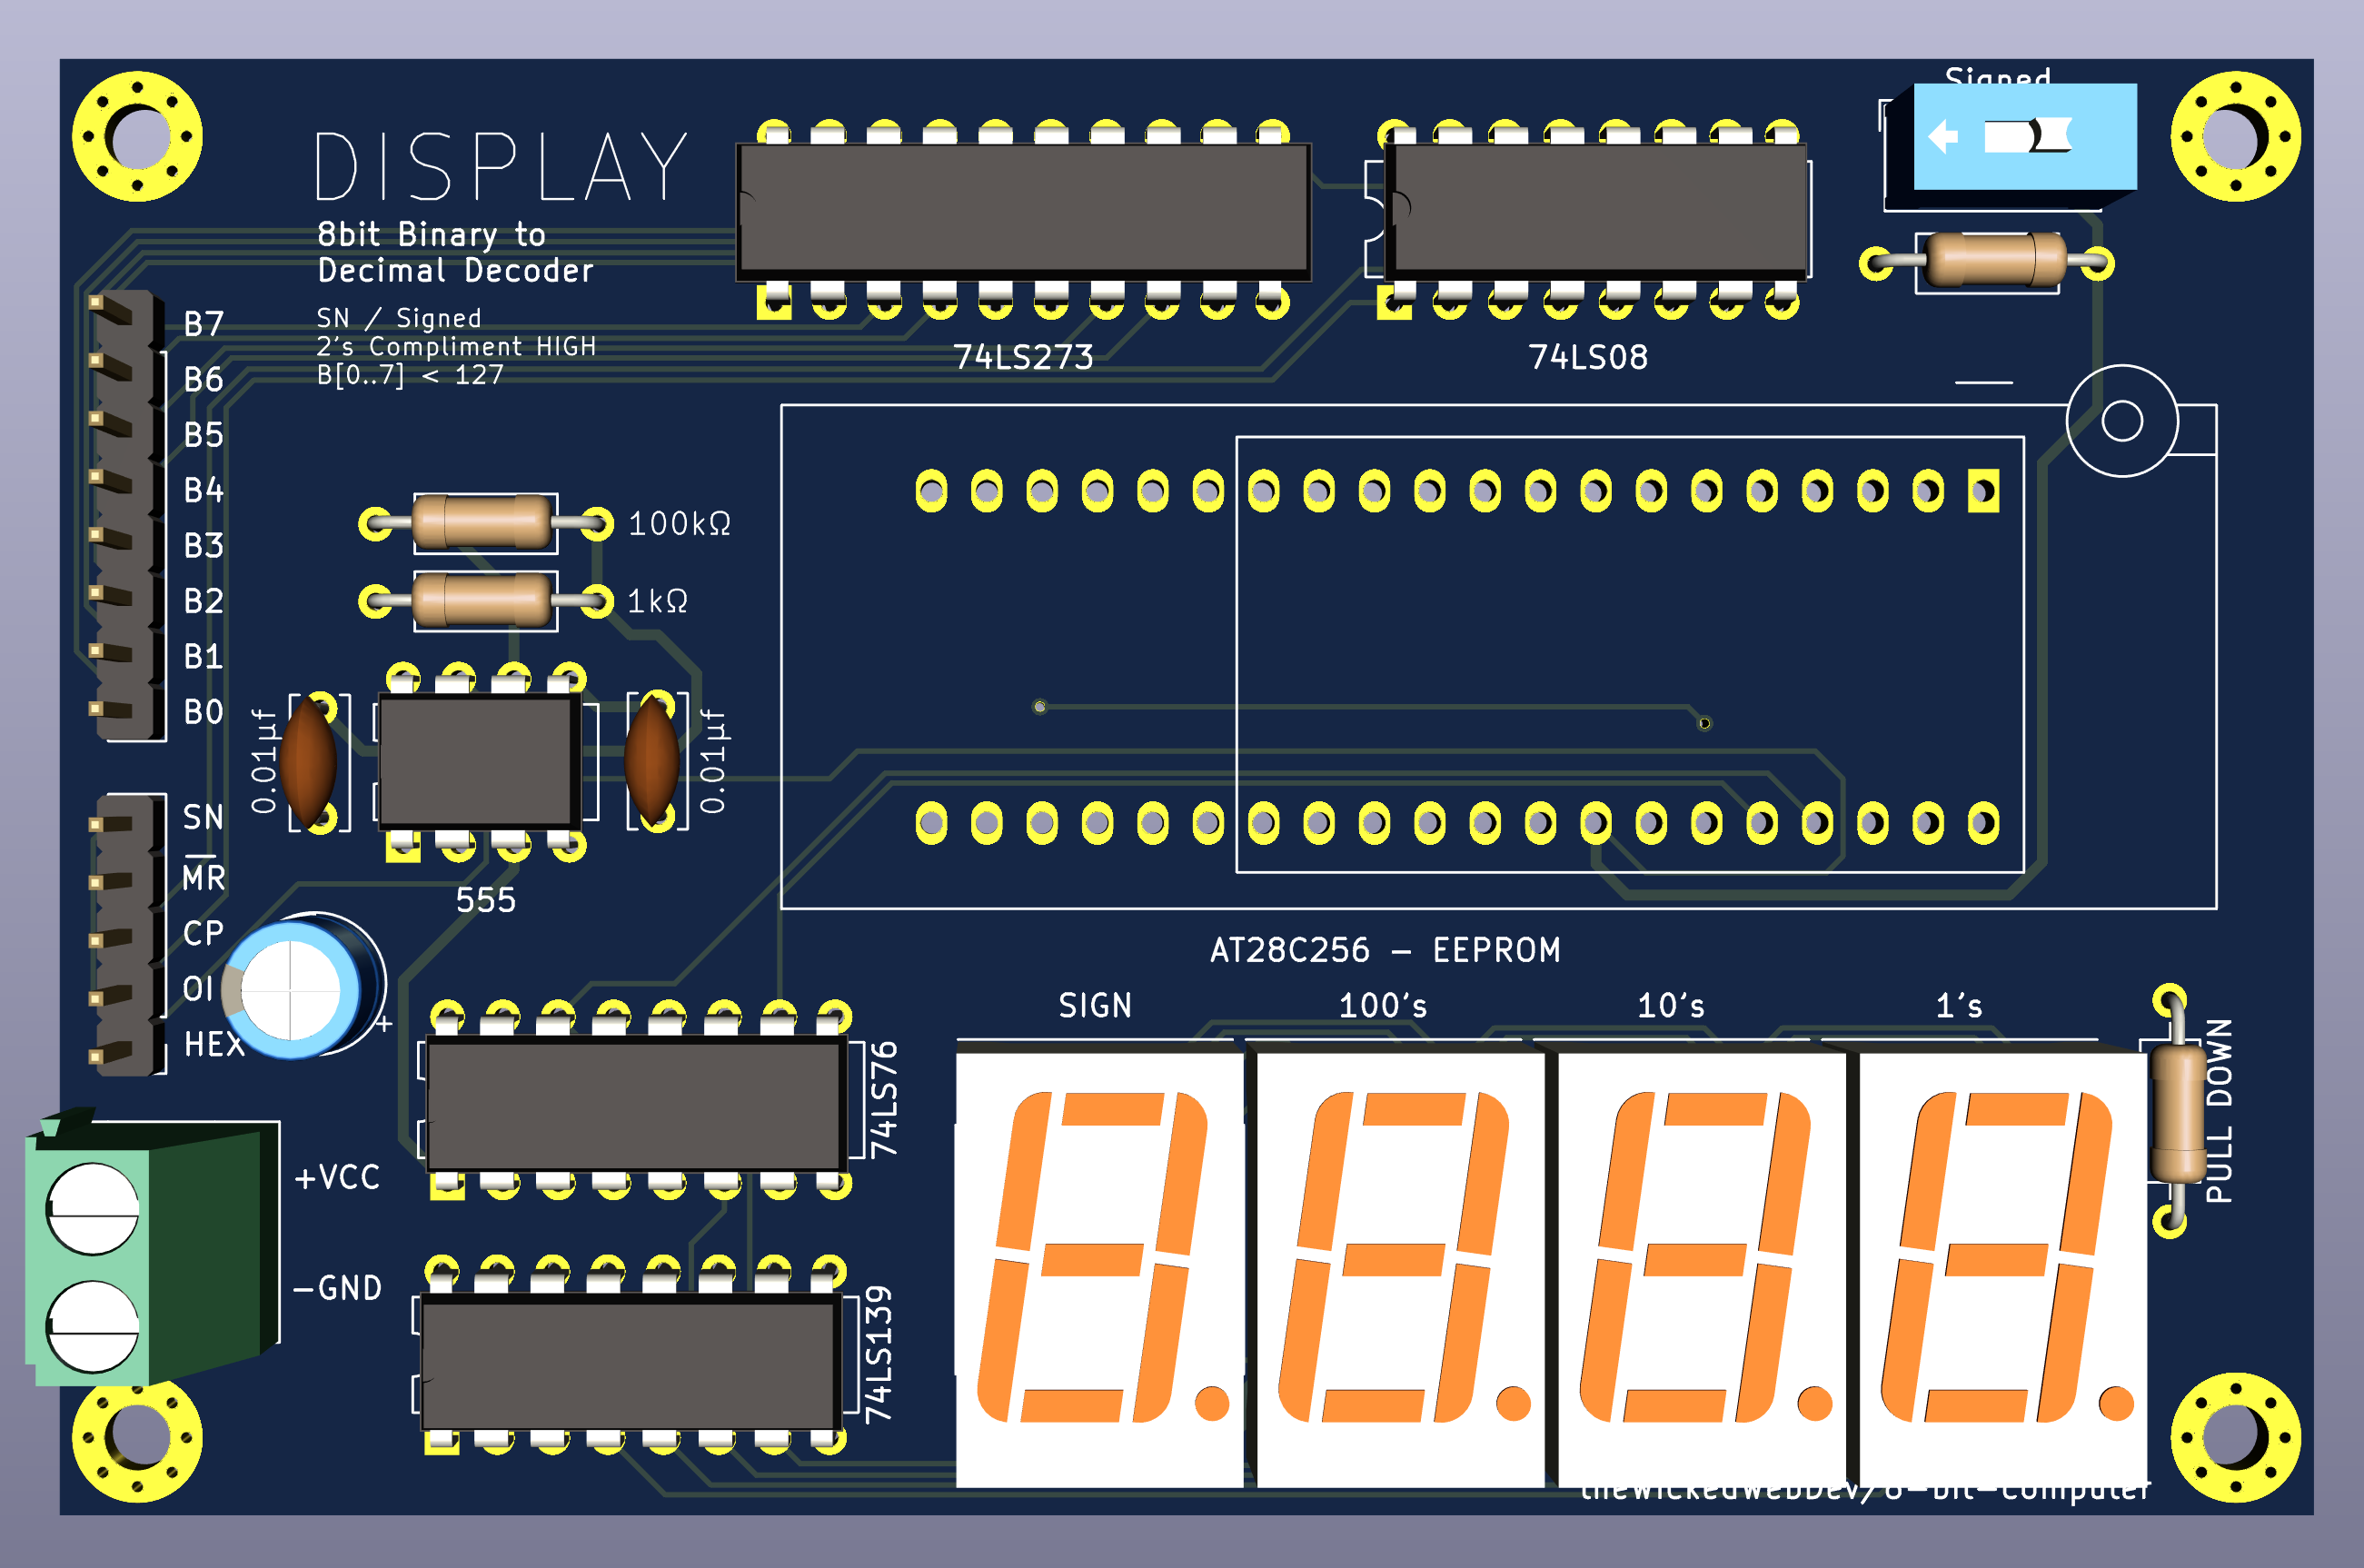 Signed
DISPLAY
8bit Binary to
Decimal Decoder
SN / Signed
2's Compliment HIGH
B[0..7] < 127
74LS273
74LS08
B7
B6
B5
B4
B3
B2
B1
B0
100kΩ
1kΩ
0.01µf
0.01µf
555
SN
MR
CP
OI
HEX
+
AT28C256 - EEPROM
SIGN
100's
10's
1's
74LS76
PULL DOWN
+VCC
-GND
74LS139
thewickedwebdev/8-bit-computer